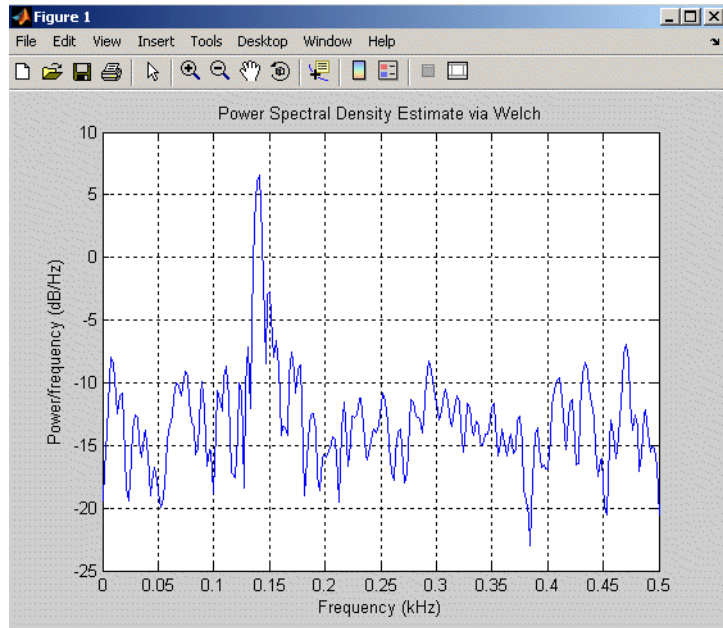 Figure 1
File Edit View Insert Tools Desktop Window Help
Power Spectral Density Estimate via Welch
10
5
0
-5
-10
-15
-20
-25
Power/frequency (dB/Hz)
0 0.05 0.1 0.15 0.2 0.25 0.3 0.35 0.4 0.45 0.5
Frequency (kHz)